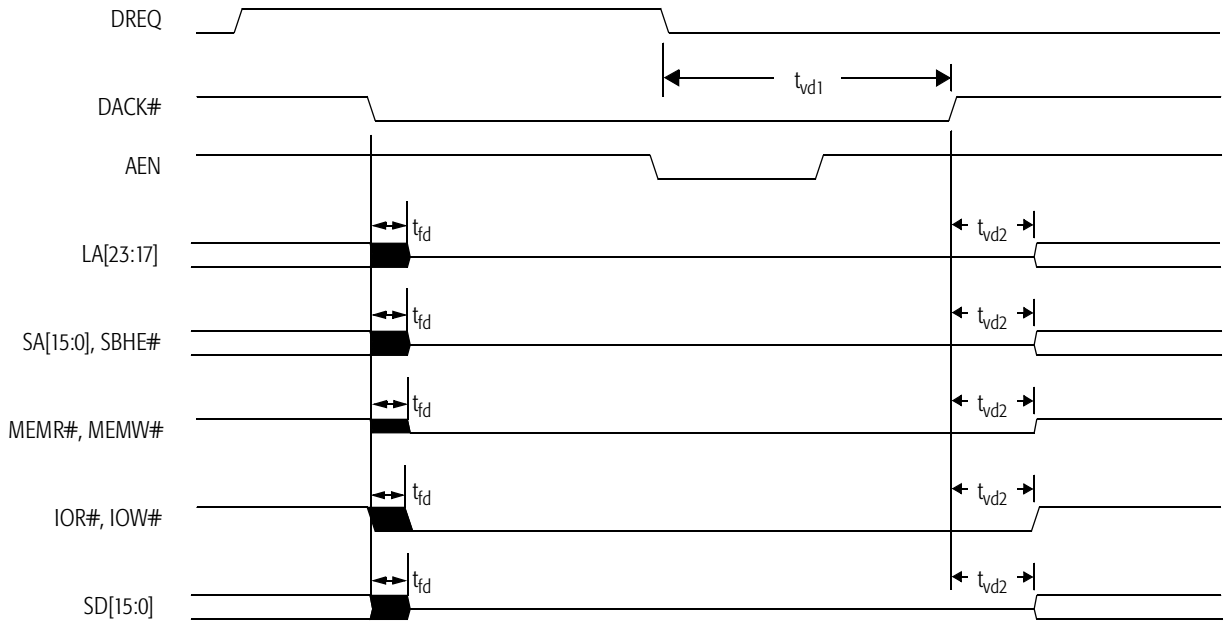 DREQ
t_vd1
DACK#
AEN
t_fd t_vd2
LA[23:17]
t_fd t_vd2
SA[15:0], SBHE#
t_fd t_vd2
MEMR#, MEMW#
t_fd t_vd2
IOR#, IOW#
t_fd t_vd2
SD[15:0]